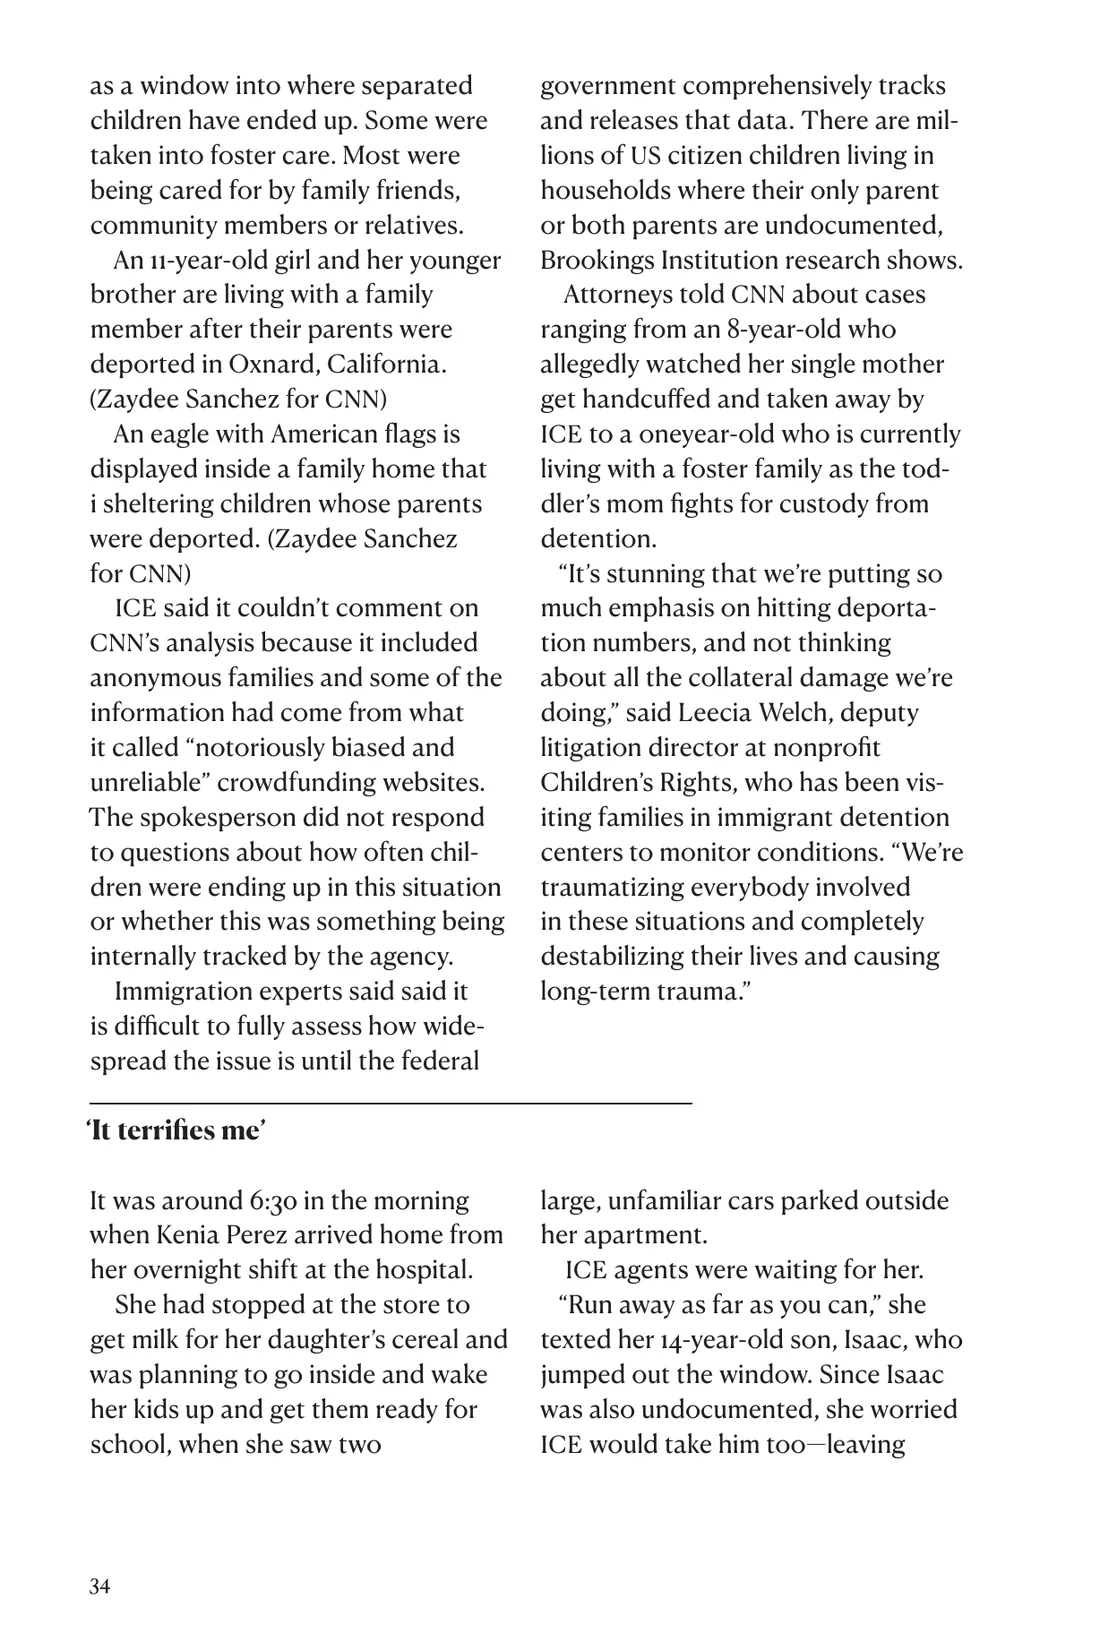 as a window into where separated
children have ended up. Some were
taken into foster care. Most were
being cared for by family friends,
community members or relatives.
An 11-year-old girl and her younger
brother are living with a family
member after their parents were
deported in Oxnard, California.
(Zaydee Sanchez for CNN)
An eagle with American flags is
displayed inside a family home that
i sheltering children whose parents
were deported. (Zaydee Sanchez
for CNN)
ICE said it couldn’t comment on
CNN’s analysis because it included
anonymous families and some of the
information had come from what
it called “notoriously biased and
unreliable” crowdfunding websites.
The spokesperson did not respond
to questions about how often chil-
dren were ending up in this situation
or whether this was something being
internally tracked by the agency.
Immigration experts said said it
is difficult to fully assess how wide-
spread the issue is until the federal
government comprehensively tracks
and releases that data. There are mil-
lions of US citizen children living in
households where their only parent
or both parents are undocumented,
Brookings Institution research shows.
Attorneys told CNN about cases
ranging from an 8-year-old who
allegedly watched her single mother
get handcuffed and taken away by
ICE to a oneyear-old who is currently
living with a foster family as the tod-
dler’s mom fights for custody from
detention.
“It’s stunning that we’re putting so
much emphasis on hitting deporta-
tion numbers, and not thinking
about all the collateral damage we’re
doing,” said Leecia Welch, deputy
litigation director at nonprofit
Children’s Rights, who has been vis-
iting families in immigrant detention
centers to monitor conditions. “We’re
traumatizing everybody involved
in these situations and completely
destabilizing their lives and causing
long-term trauma.”
‘It terrifies me’
It was around 6:30 in the morning
when Kenia Perez arrived home from
her overnight shift at the hospital.
She had stopped at the store to
get milk for her daughter’s cereal and
was planning to go inside and wake
her kids up and get them ready for
school, when she saw two
large, unfamiliar cars parked outside
her apartment.
ICE agents were waiting for her.
“Run away as far as you can,” she
texted her 14-year-old son, Isaac, who
jumped out the window. Since Isaac
was also undocumented, she worried
ICE would take him too—leaving
34